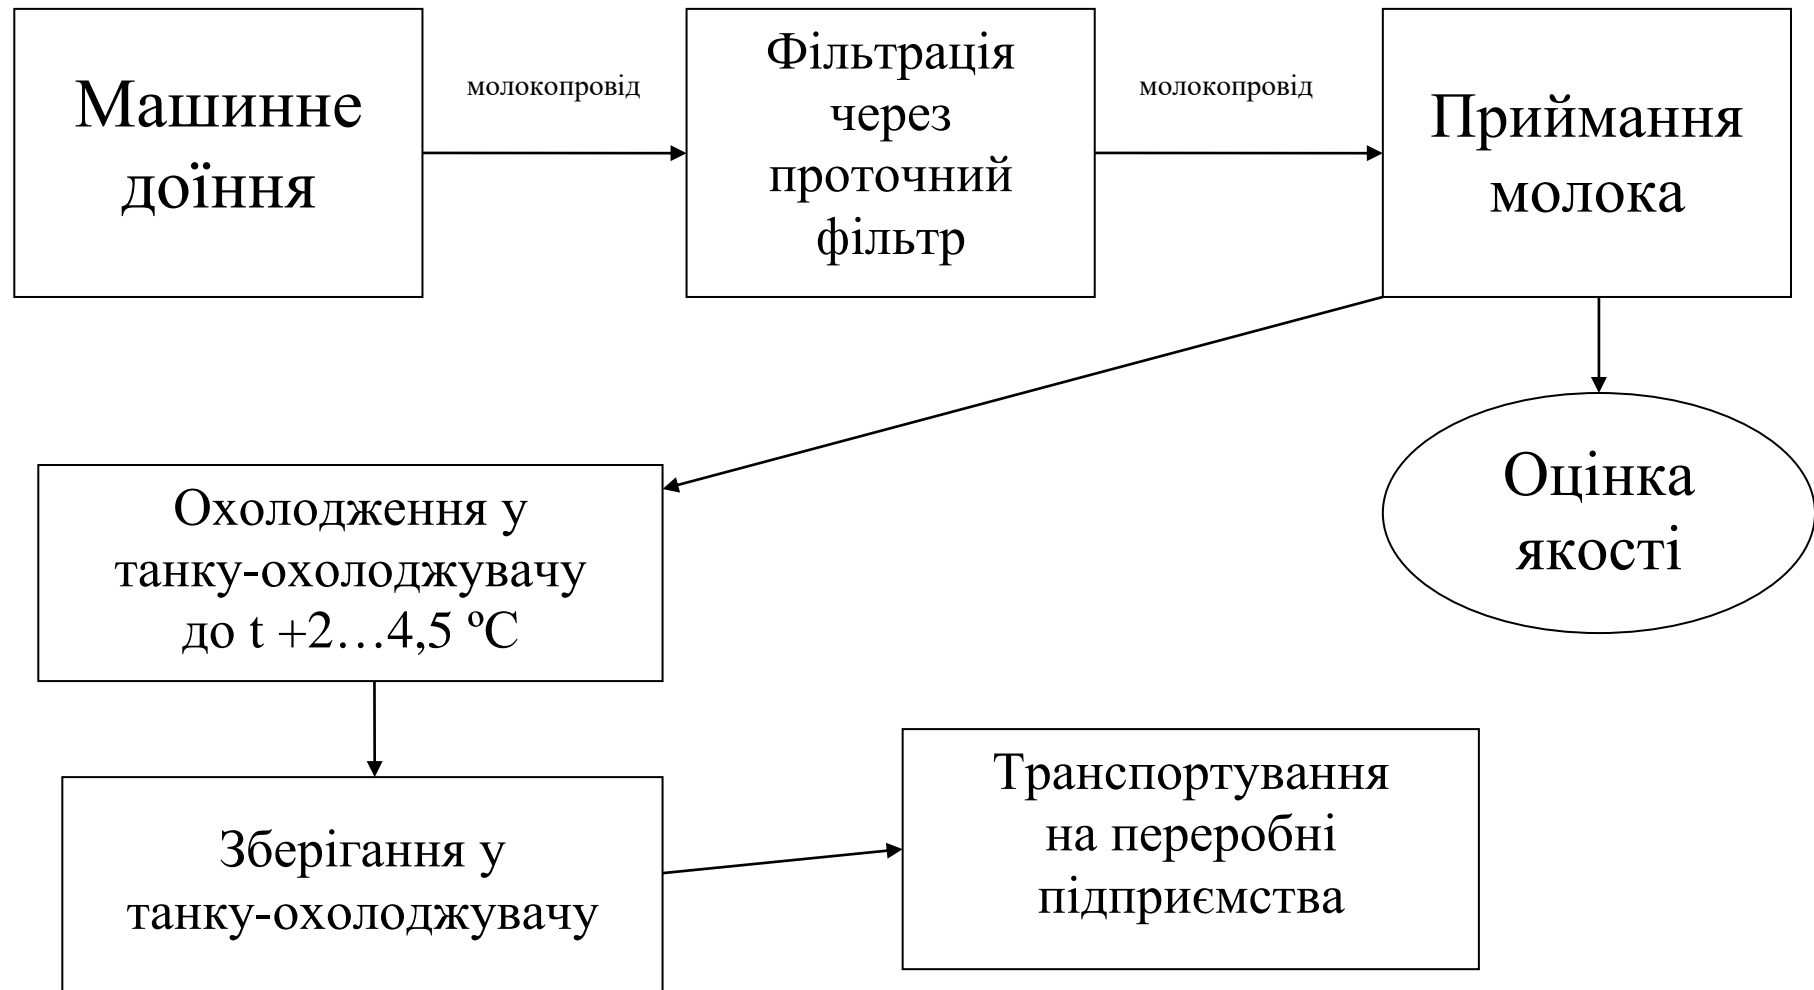 Машинне
доїння
молокопровід
Фільтрація
через
проточний
фільтр
молокопровід
Приймання
молока
Оцінка
якості
Охолодження у
танку-охолоджувачу
до t +2…4,5 ºС
Зберігання у
танку-охолоджувачу
Транспортування
на переробні
підприємства